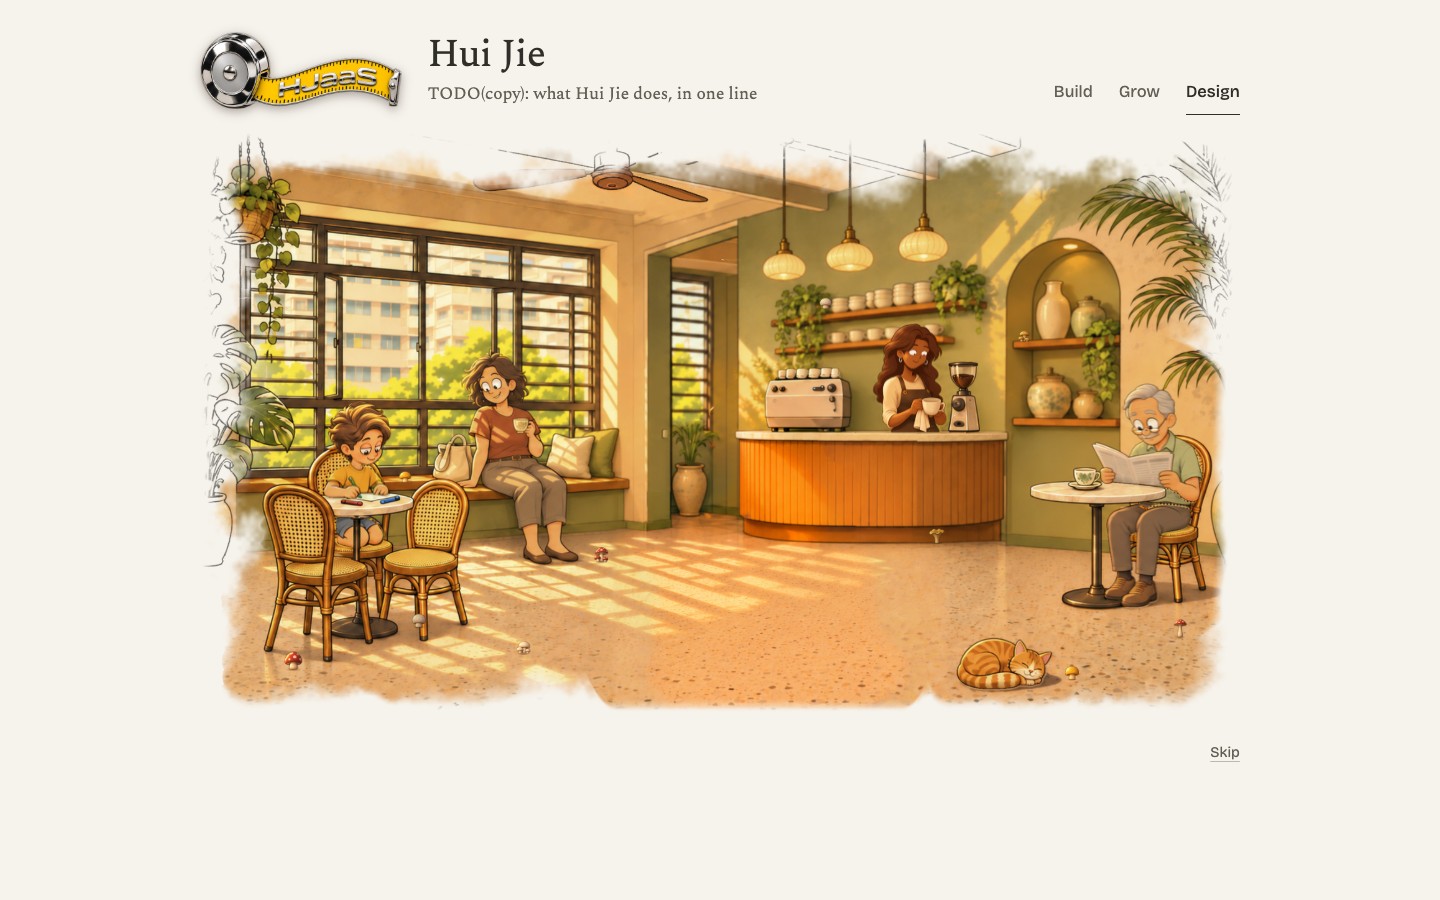 HJaaS
Hui Jie
TODO(copy): what Hui Jie does, in one line
Build Grow Design
Skip